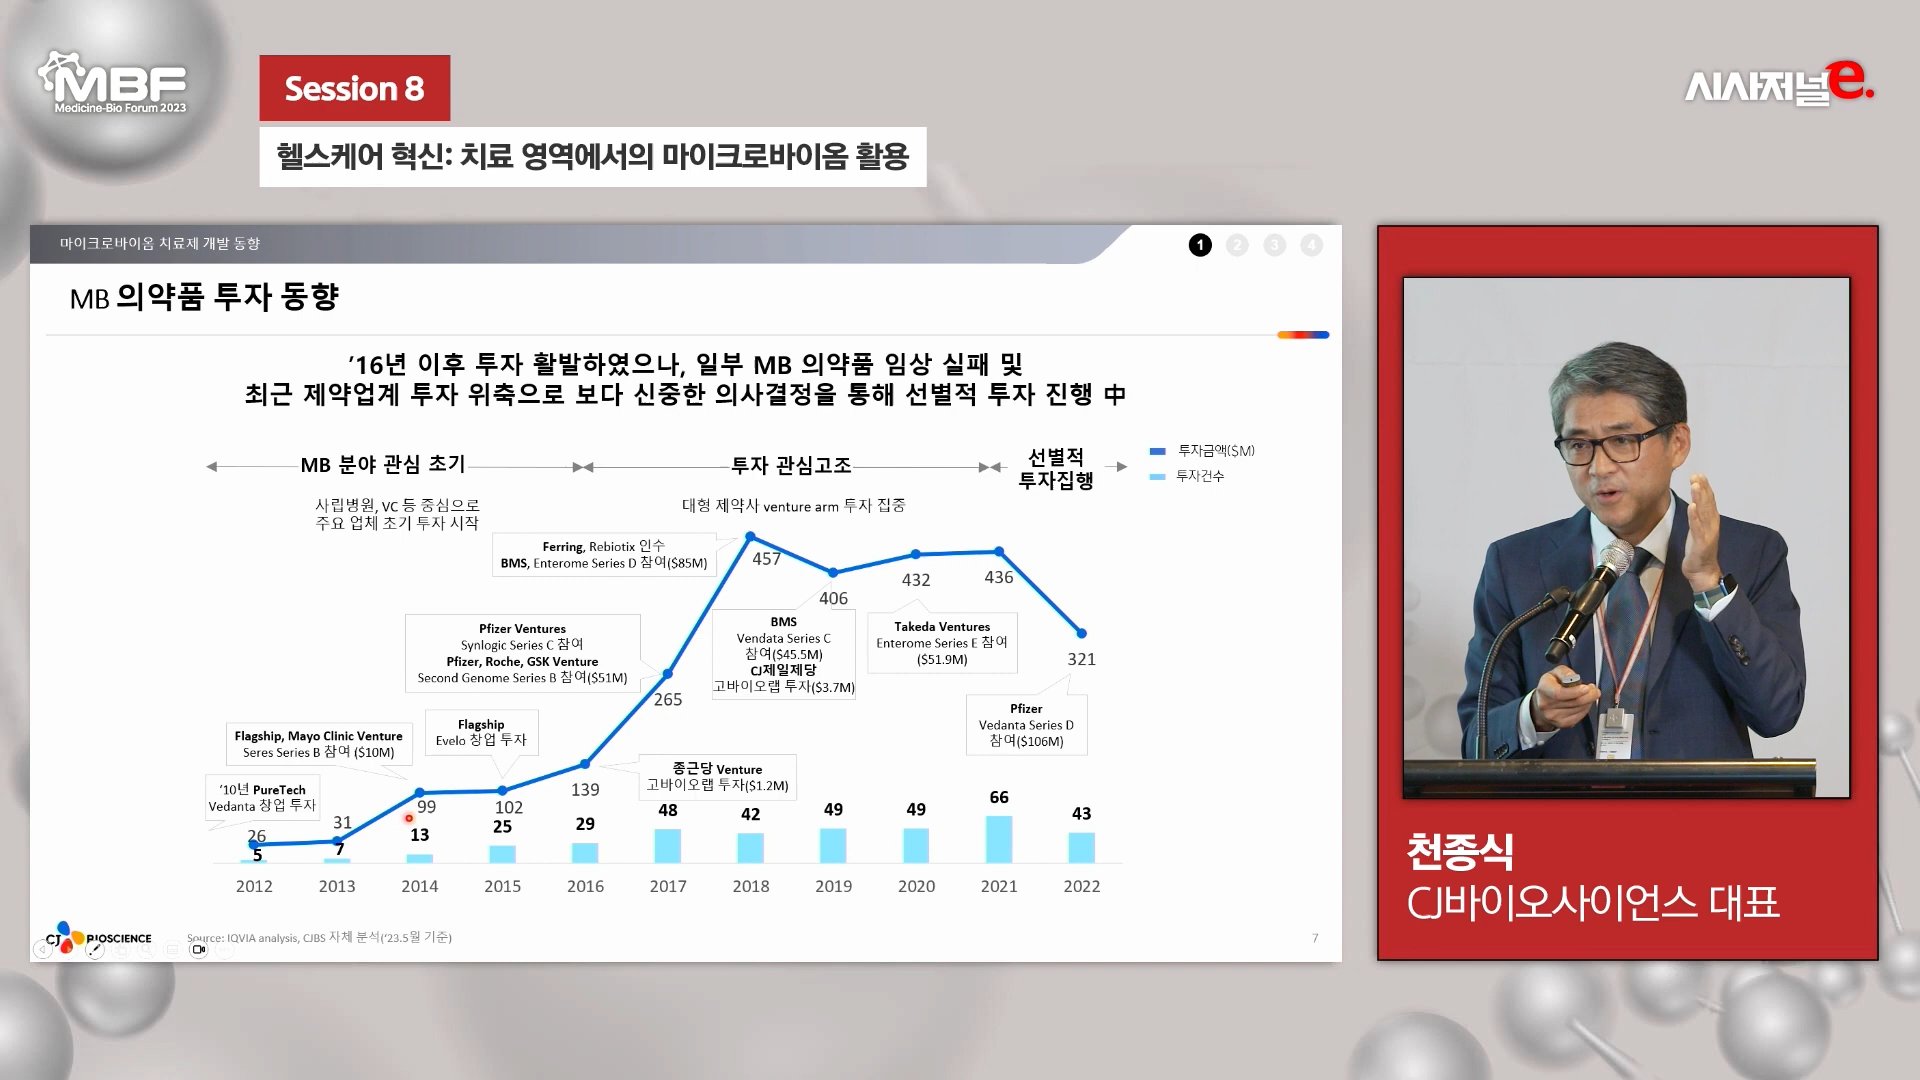 MBF
Medicine-Bio Forum 2023
Session 8
헬스케어 혁신: 치료 영역에서의 마이크로바이옴 활용
시사저널e.
마이크로바이옴 치료제 개발 동향
1 2 3 4
MB 의약품 투자 동향
’16년 이후 투자 활발하였으나, 일부 MB 의약품 임상 실패 및
최근 제약업계 투자 위축으로 보다 신중한 의사결정을 통해 선별적 투자 진행 中
MB 분야 관심 초기
투자 관심고조
선별적
투자집행
투자금액($M)
투자건수
사립병원, VC 등 중심으로
주요 업체 초기 투자 시작
대형 제약사 venture arm 투자 집중
Ferring, Rebiotix 인수
BMS, Enterome Series D 참여($85M)
457
406
432
436
321
Pfizer Ventures
Synlogic Series C 참여
Pfizer, Roche, GSK Venture
Second Genome Series B 참여($51M)
265
BMS
Vendata Series C
참여($45.5M)
CJ제일제당
고바이오랩 투자($3.7M)
Takeda Ventures
Enterome Series E 참여
($51.9M)
Pfizer
Vedanta Series D
참여($106M)
Flagship, Mayo Clinic Venture
Seres Series B 참여 ($10M)
Flagship
Evelo 창업 투자
종근당 Venture
고바이오랩 투자($1.2M)
’10년 PureTech
Vedanta 창업 투자
26
31
99
102
139
5
7
13
25
29
48
42
49
49
66
43
2012 2013 2014 2015 2016 2017 2018 2019 2020 2021 2022
CJ BIOSCIENCE
Source: IQVIA analysis, CJBS 자체 분석(‘23.5월 기준)
7
천종식
CJ바이오사이언스 대표